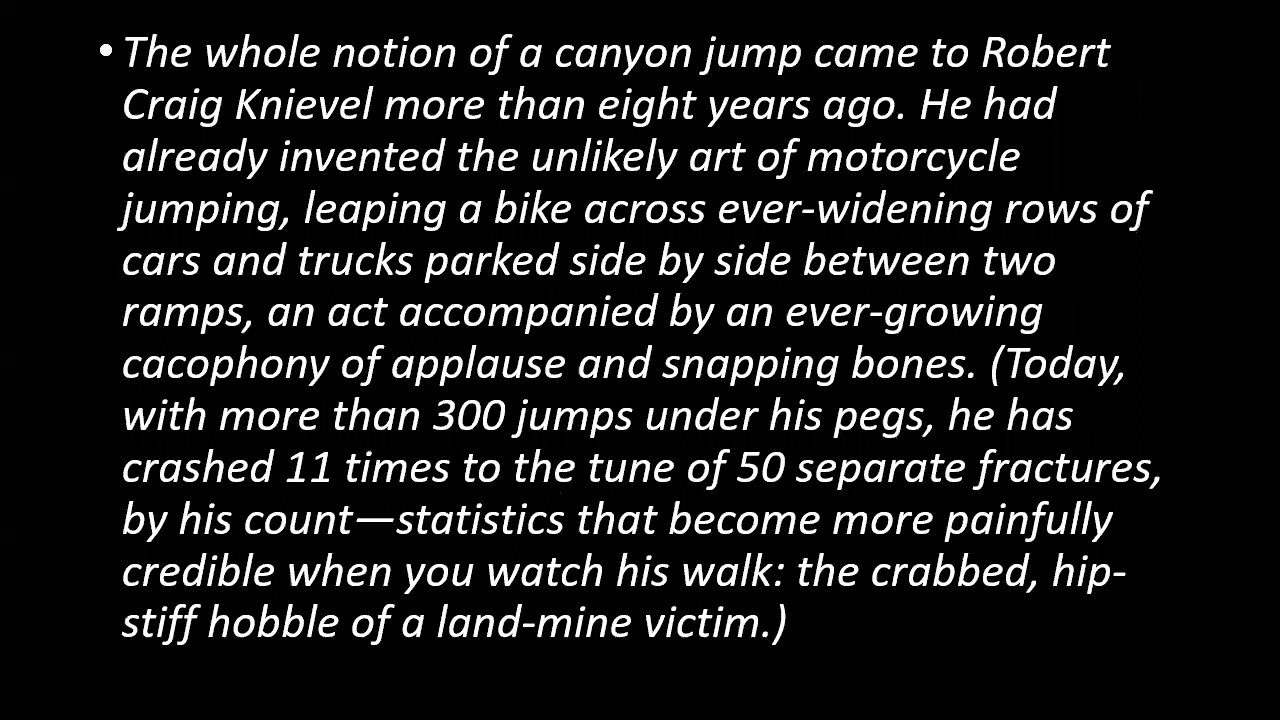 • The whole notion of a canyon jump came to Robert
Craig Knievel more than eight years ago. He had
already invented the unlikely art of motorcycle
jumping, leaping a bike across ever-widening rows of
cars and trucks parked side by side between two
ramps, an act accompanied by an ever-growing
cacophony of applause and snapping bones. (Today,
with more than 300 jumps under his pegs, he has
crashed 11 times to the tune of 50 separate fractures,
by his count—statistics that become more painfully
credible when you watch his walk: the crabbed, hip-
stiff hobble of a land-mine victim.)